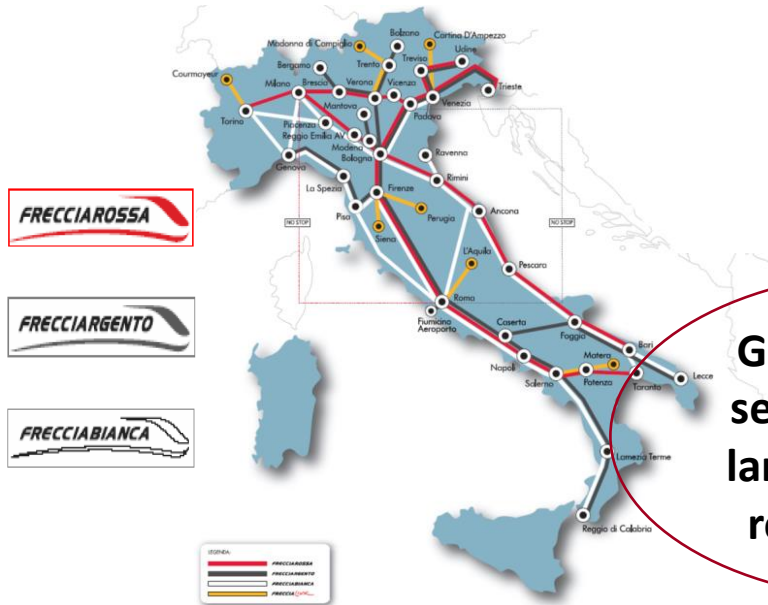 Bolzano
Cortina D'Ampezzo
Madonna di Campiglio
Treviso
Udine
Bergamo
Trento
Courmayeur
Milano
Brescia
Verona
Vicenza
Trieste
Mantova
Venezia
Padova
Torino
Piacenza
Reggio Emilia AV
Modena
Bologna
Ravenna
Genova
Rimini
La Spezia
Firenze
FRECCIAROSSA
Pisa
Perugia
Ancona
Siena
NO STOP
NO STOP
L'Aquila
Pescara
Roma
FRECCIARGENTO
Fiumicino
Aeroporto
Caserta
Foggia
Napoli
Matera
Bari
Salerno
Potenza
Taranto
Lecce
FRECCIABIANCA
Lamezia Terme
Reggio di Calabria
LEGENDA:
FRECCIAROSSA
FRECCIARGENTO
FRECCIABIANCA
FRECCIA
G
se
lar
re